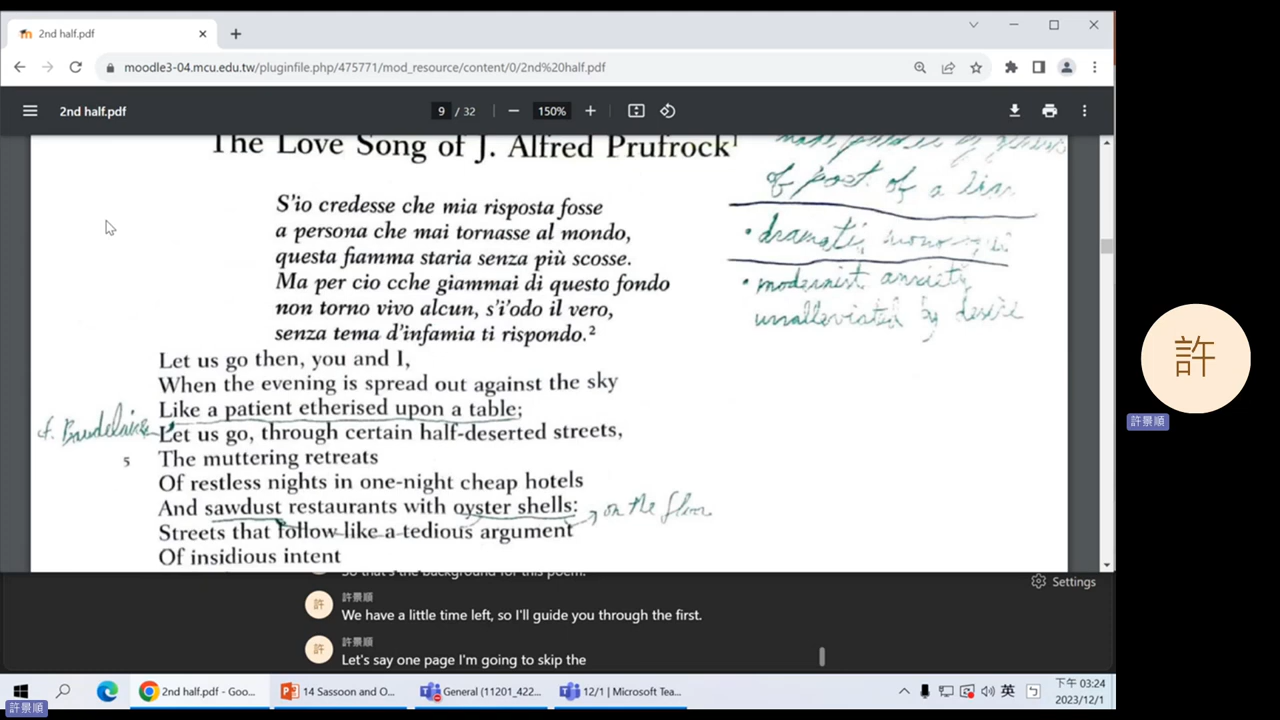 2nd half.pdf
moodle3-04.mcu.edu.tw/pluginfile.php/475771/mod_resource/content/0/2nd%20half.pdf
2nd half.pdf
9 / 32
150%
The Love Song of J. Alfred Prufrock¹
of a
S'io credesse che mia risposta fosse
a persona che mai tornasse al mondo,
questa fiamma staria senza più scosse.
Ma per cio cche giammai di questo fondo
non torno vivo alcun, s'i'odo il vero,
senza tema d'infamia ti rispondo.²
• dramatic
• modernist anxiety
unalleviated by desire
Let us go then, you and I,
When the evening is spread out against the sky
Like a patient etherised upon a table;
cf. Baudelaire
Let us go, through certain half-deserted streets,
5 The muttering retreats
Of restless nights in one-night cheap hotels
And sawdust restaurants with oyster shells:
on the floor
Streets that follow like a tedious argument
Of insidious intent
So that's the background for this poem.
Settings
許
許景順
We have a little time left, so I'll guide you through the first.
許
許景順
Let's say one page I'm going to skip the
許
許景順
2nd half.pdf - Goo...
14 Sassoon and O...
General (11201_422...
12/1 | Microsoft Tea...
英
下午 03:24
2023/12/1
許景順